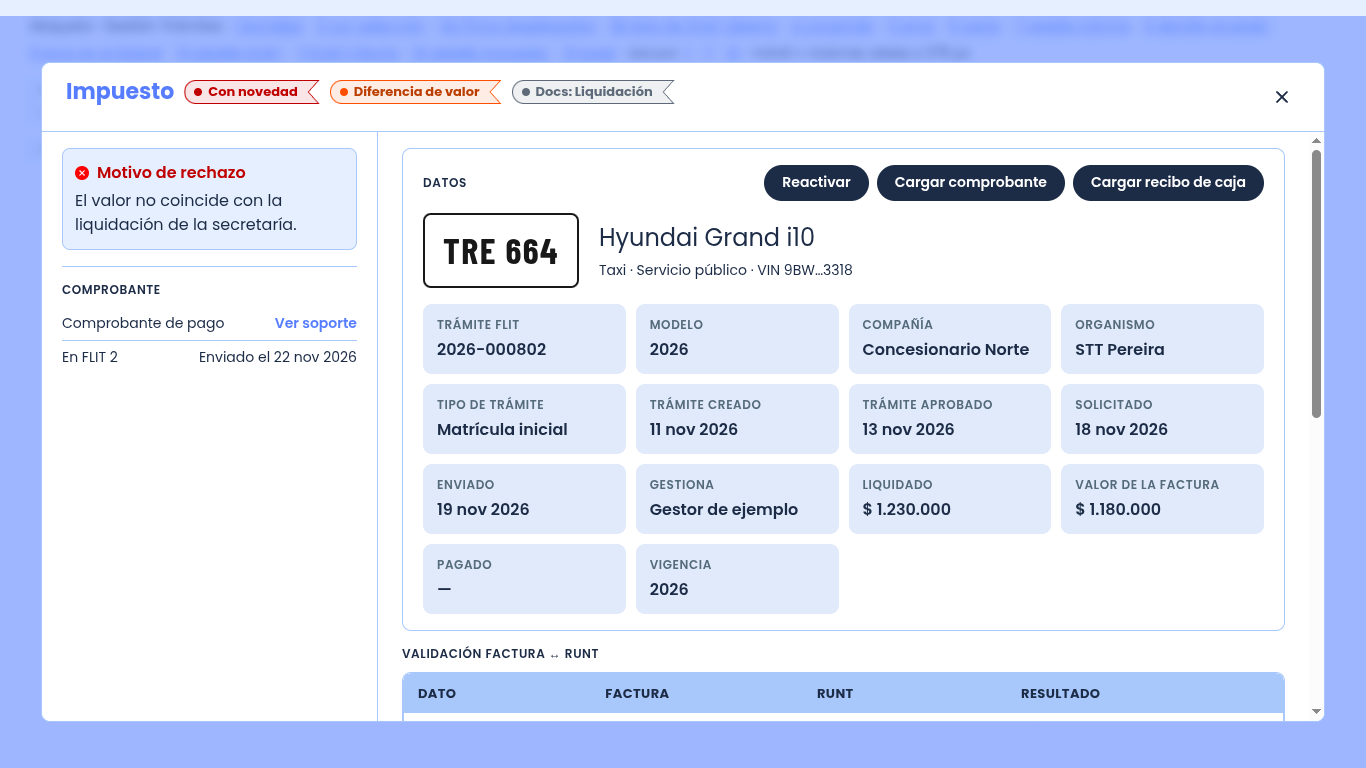 Impuesto
Con novedad
Diferencia de valor
Docs: Liquidación
Motivo de rechazo
El valor no coincide con la
liquidación de la secretaría.
COMPROBANTE
Comprobante de pago
Ver soporte
En FLIT 2
Enviado el 22 nov 2026
DATOS
Reactivar
Cargar comprobante
Cargar recibo de caja
TRE 664
Hyundai Grand i10
Taxi · Servicio público · VIN 9BW…3318
TRÁMITE FLIT
2026-000802
MODELO
2026
COMPAÑÍA
Concesionario Norte
ORGANISMO
STT Pereira
TIPO DE TRÁMITE
Matrícula inicial
TRÁMITE CREADO
11 nov 2026
TRÁMITE APROBADO
13 nov 2026
SOLICITADO
18 nov 2026
ENVIADO
19 nov 2026
GESTIONA
Gestor de ejemplo
LIQUIDADO
$ 1.230.000
VALOR DE LA FACTURA
$ 1.180.000
PAGADO
—
VIGENCIA
2026
VALIDACIÓN FACTURA ↔ RUNT
DATO
FACTURA
RUNT
RESULTADO